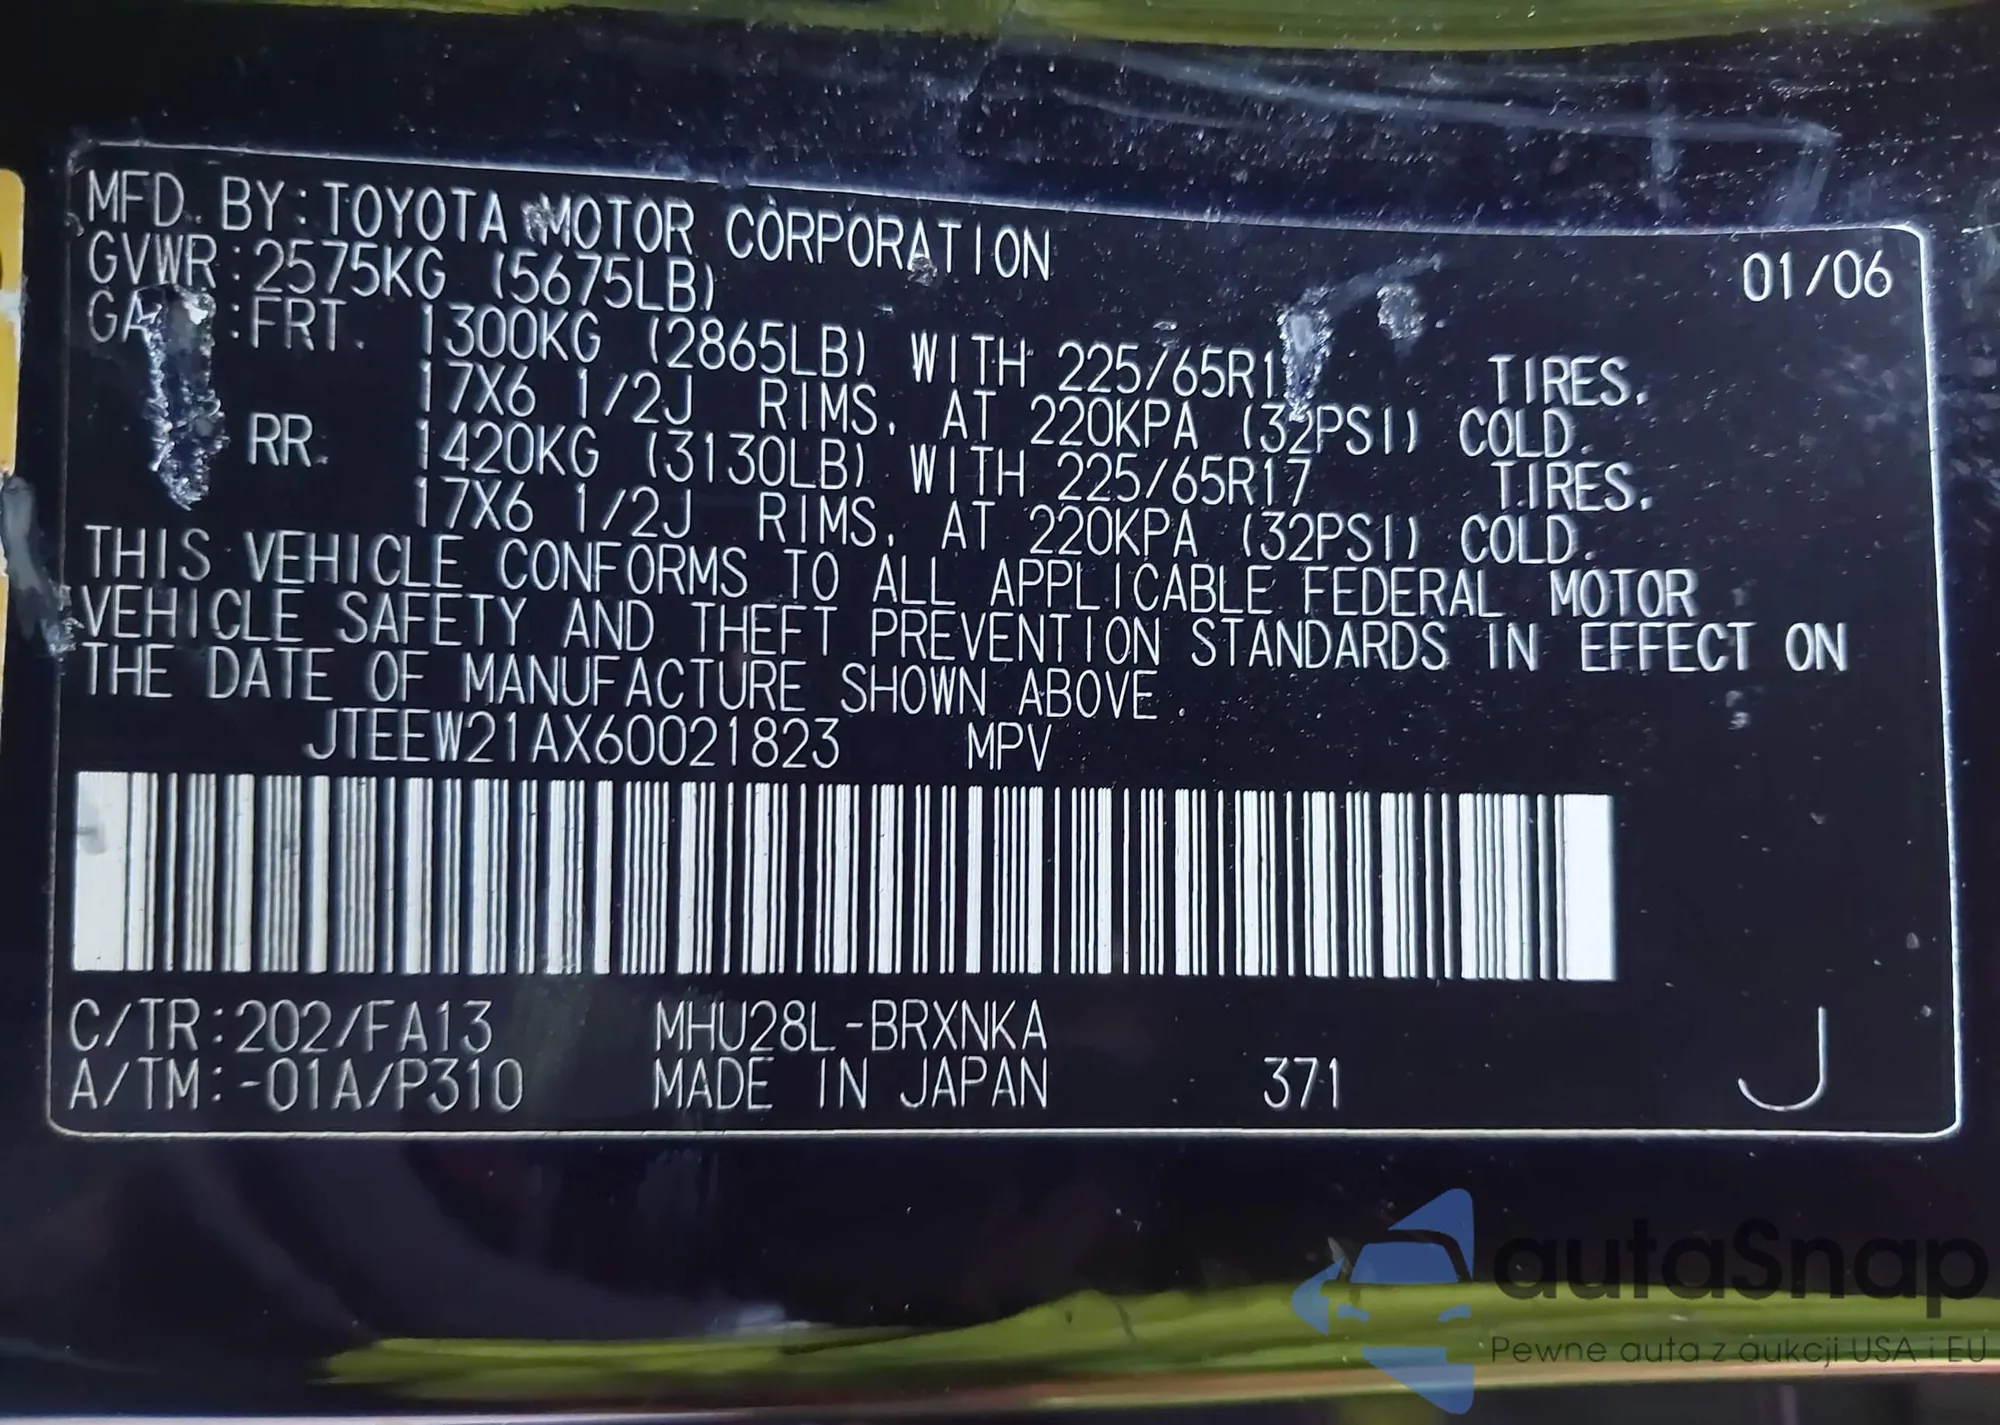 MFD. BY:TOYOTA MOTOR CORPORATION 01/06
GVWR:2575KG (5675LB)
:FRT. 1300KG (2865LB) WITH 225/65R1 TIRES.
17X6 1/2J RIMS, AT 220KPA (32PSI) COLD.
RR. 1420KG (3130LB) WITH 225/65R17 TIRES.
17X6 1/2J RIMS, AT 220KPA (32PSI) COLD.
THIS VEHICLE CONFORMS TO ALL APPLICABLE FEDERAL MOTOR
VEHICLE SAFETY AND THEFT PREVENTION STANDARDS IN EFFECT ON
THE DATE OF MANUFACTURE SHOWN ABOVE.
JTEEW21AX60021823 MPV
C/TR:202/FA13 MHU28L-BRXNKA
A/TM:-01A/P310 MADE IN JAPAN 371 J
autaSnap
Pewne auta z aukcji USA i EU